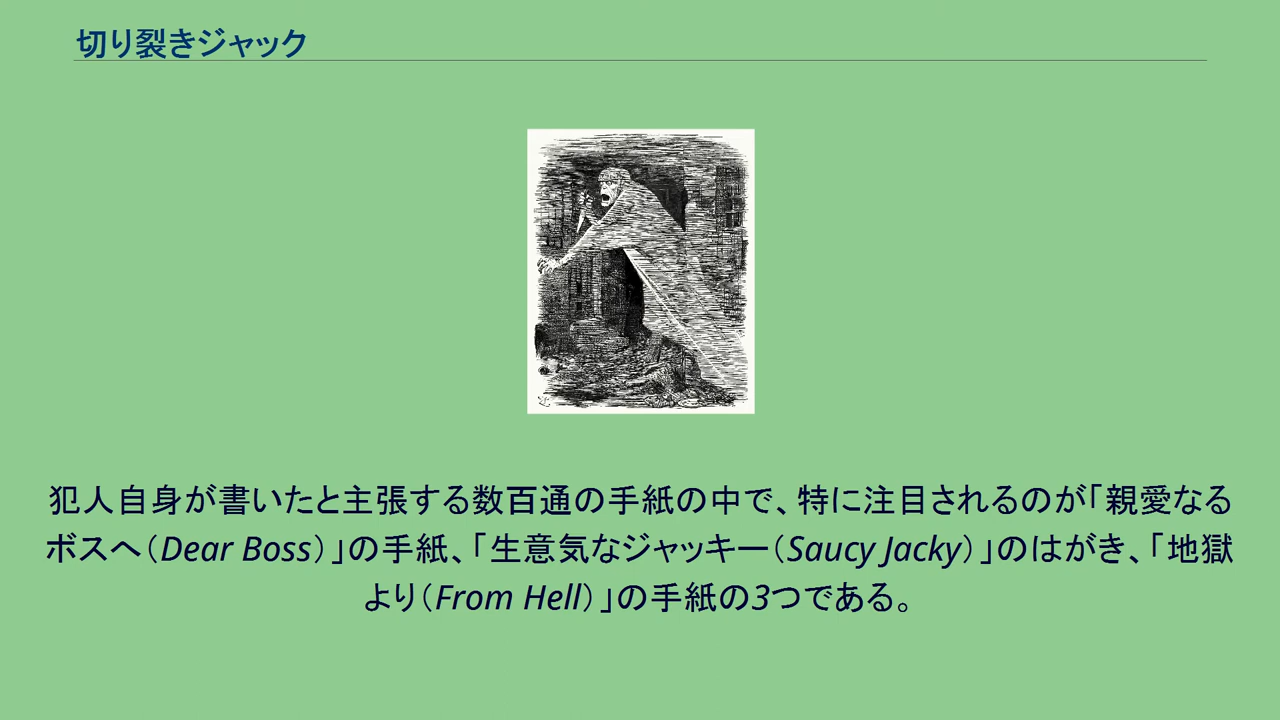 切り裂きジャック
犯人自身が書いたと主張する数百通の手紙の中で、特に注目されるのが「親愛なる
ボスへ（Dear Boss）」の手紙、「生意気なジャッキー（Saucy Jacky）」のはがき、「地獄
より（From Hell）」の手紙の3つである。